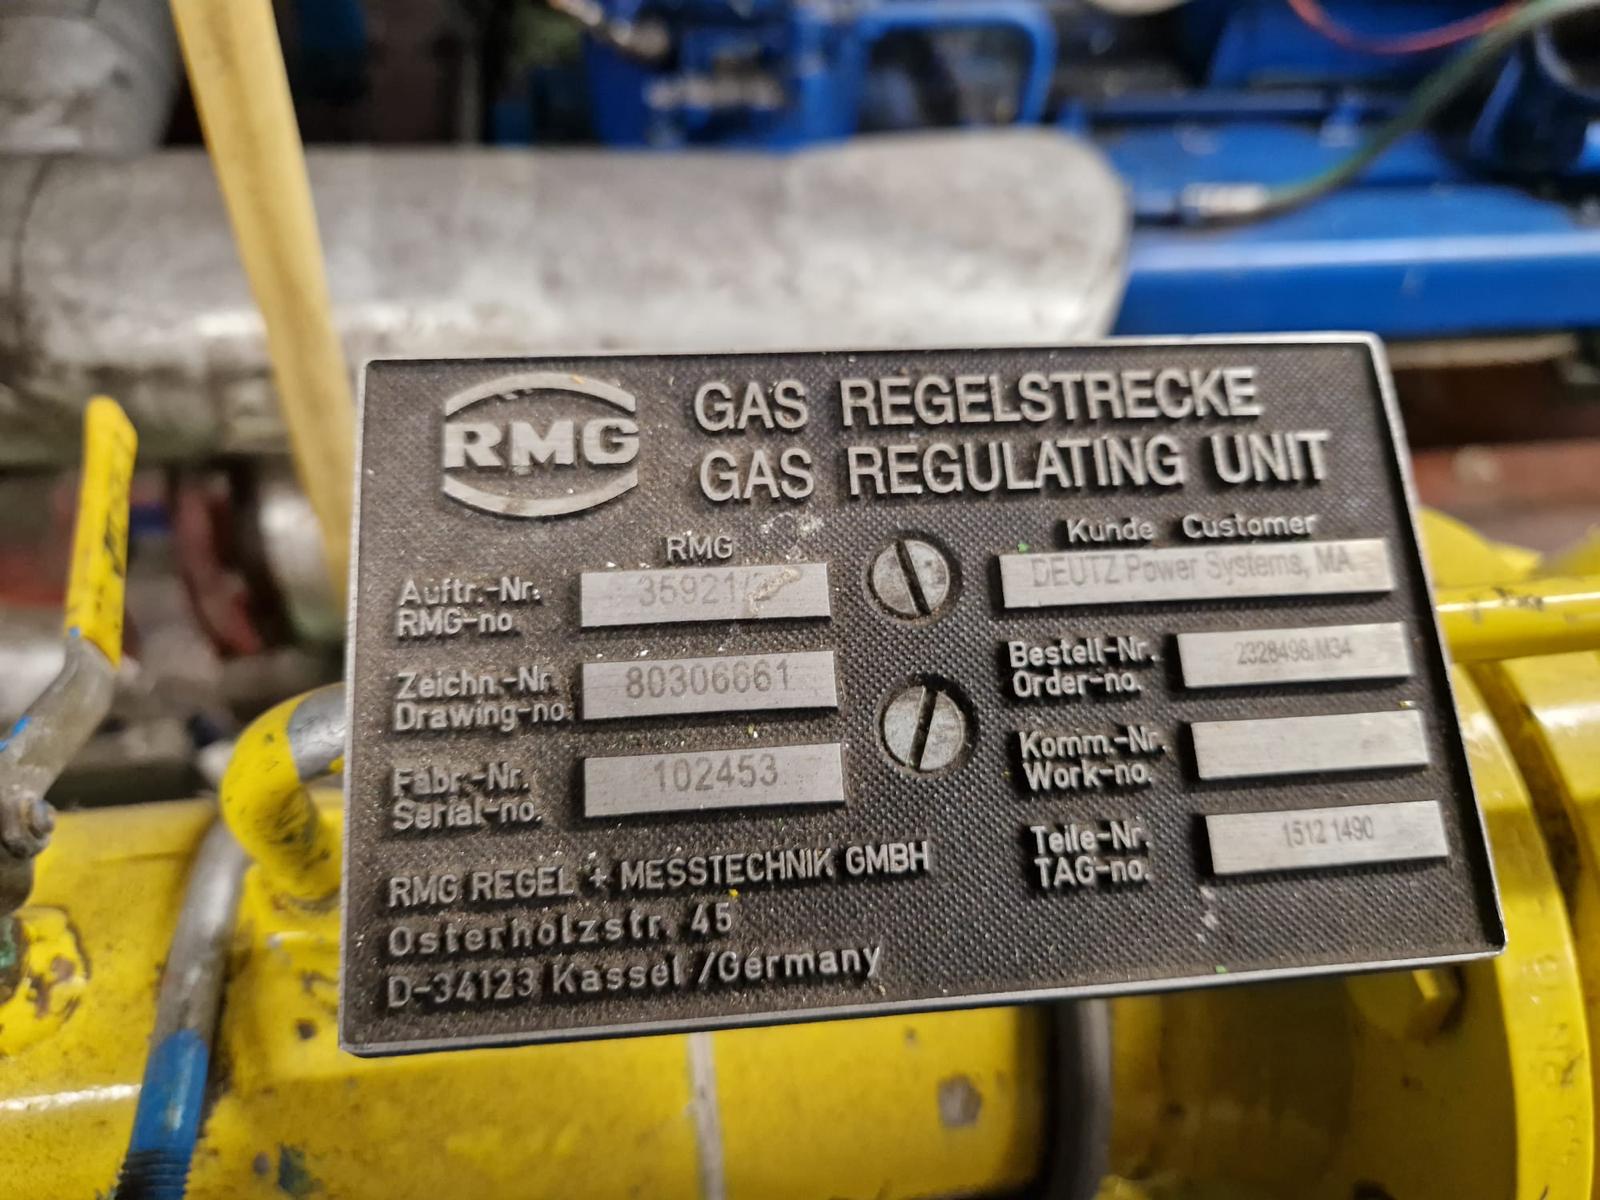 RMG
GAS REGELSTRECKE
GAS REGULATING UNIT
RMG
Auftr.-Nr.
RMG-no.
Zeichn.-Nr.
Drawing-no.
80306661
Fabr.-Nr.
Serial-no.
102453
RMG REGEL + MESSTECHNIK GMBH
Osterholzstr. 45
D-34123 Kassel /Germany
Kunde Customer
DEUTZ Power Systems, MA
Bestell-Nr.
Order-no.
2328498/M34
Komm.-Nr.
Work-no.
Teile-Nr.
TAG-no.
1512 1490